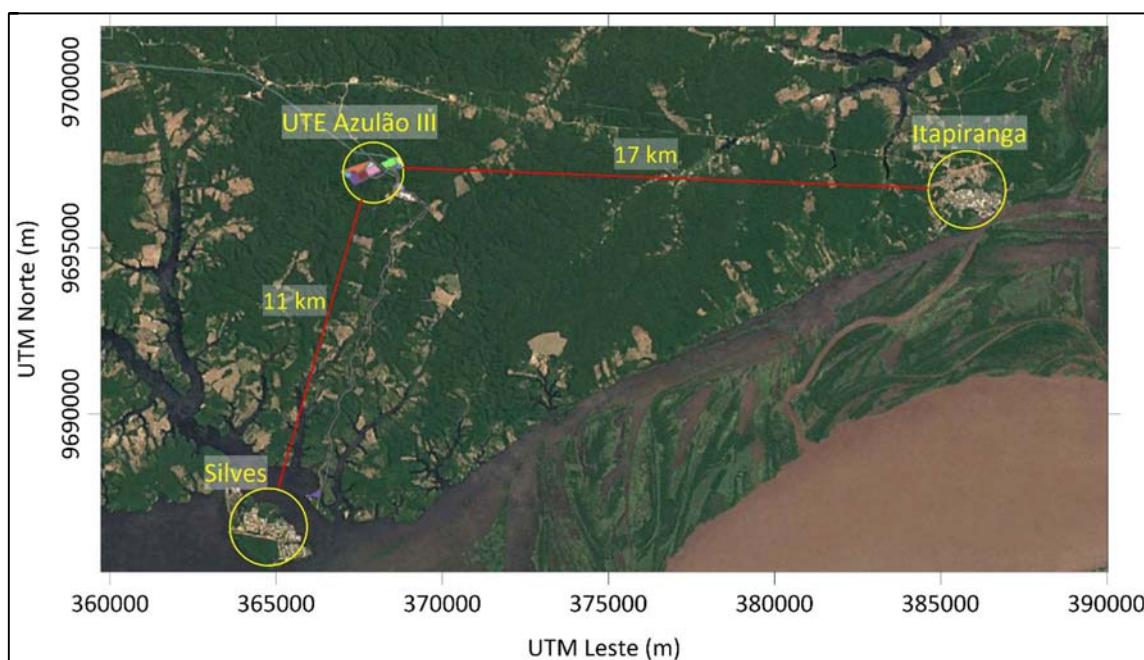 9700000
9695000
9690000
UTM Norte (m)
UTE Azulão III
Itapiranga
17 km
11 km
Silves
360000
365000
370000
375000
380000
385000
390000
UTM Leste (m)